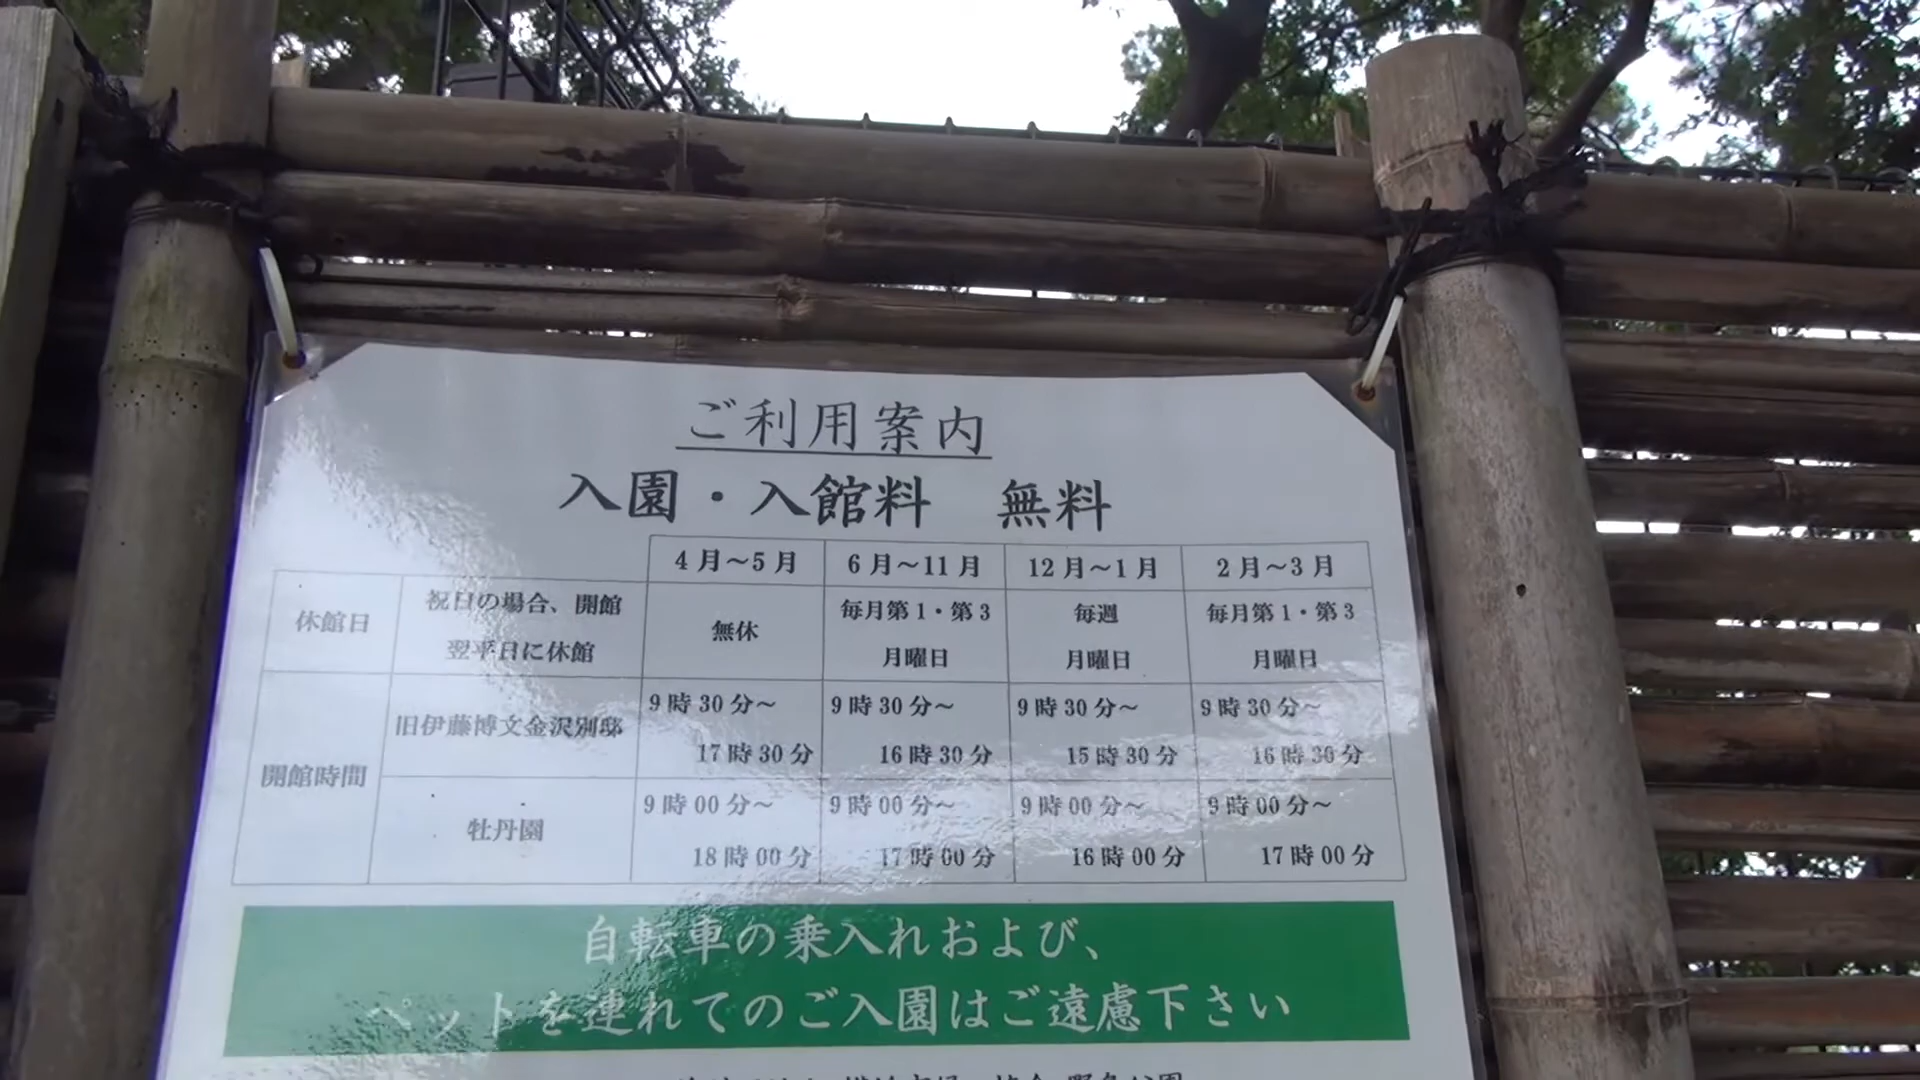 ご利用案内
入園・入館料　無料
4月～5月 6月～11月 12月～1月 2月～3月
休館日 祝日の場合、開館 翌平日に休館 無休 毎月第1・第3 月曜日 毎週 月曜日 毎月第1・第3 月曜日
開館時間
旧伊藤博文金沢別邸 9時30分～ 17時30分 9時30分～ 16時30分 9時30分～ 15時30分 9時30分～ 16時30分
牡丹園 9時00分～ 18時00分 9時00分～ 17時00分 9時00分～ 16時00分 9時00分～ 17時00分
自転車の乗入れおよび、
ペットを連れてのご入園はご遠慮下さい